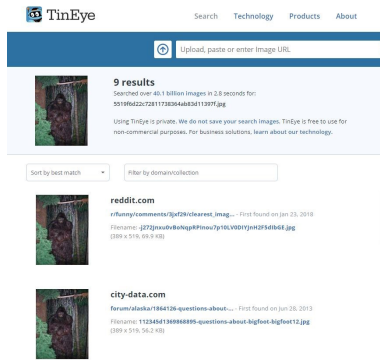 TinEye
Search Technology Products About
Upload, paste or enter Image URL
9 results
Searched over 40.1 billion images in 2.8 seconds for:
5519f6d22c72811738364ab83d11397f.jpg
Using TinEye is private. We do not save your search images. TinEye is free to use for
non-commercial purposes. For business solutions, learn about our technology.
Sort by best match
Filter by domain/collection
reddit.com
r/funny/comments/3jxf29/clearest_imag... - First found on Jan 23, 2018
Filename: -j27ZJnxu0vBoNqpRPInou7p10LV0DIYjnH2F5dIbGE.jpg
(389 x 519, 69.9 KB)
city-data.com
forum/alaska/1864126-questions-about-... - First found on Jun 28, 2013
Filename: 112345d1369868895-questions-about-bigfoot-bigfoot12.jpg
(389 x 519, 56.2 KB)